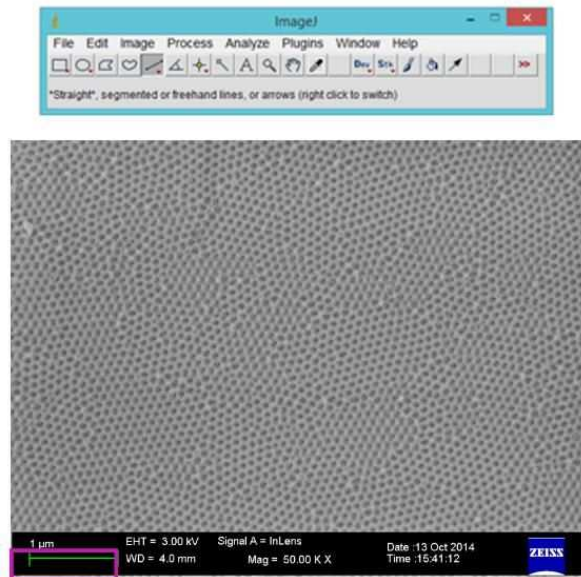 ImageJ
File Edit Image Process Analyze Plugins Window Help
A Dev Stk >>
*Straight*, segmented or freehand lines, or arrows (right click to switch)
1 µm EHT = 3.00 kV Signal A = InLens Date :13 Oct 2014 ZEISS
WD = 4.0 mm Mag = 50.00 K X Time :15:41:12